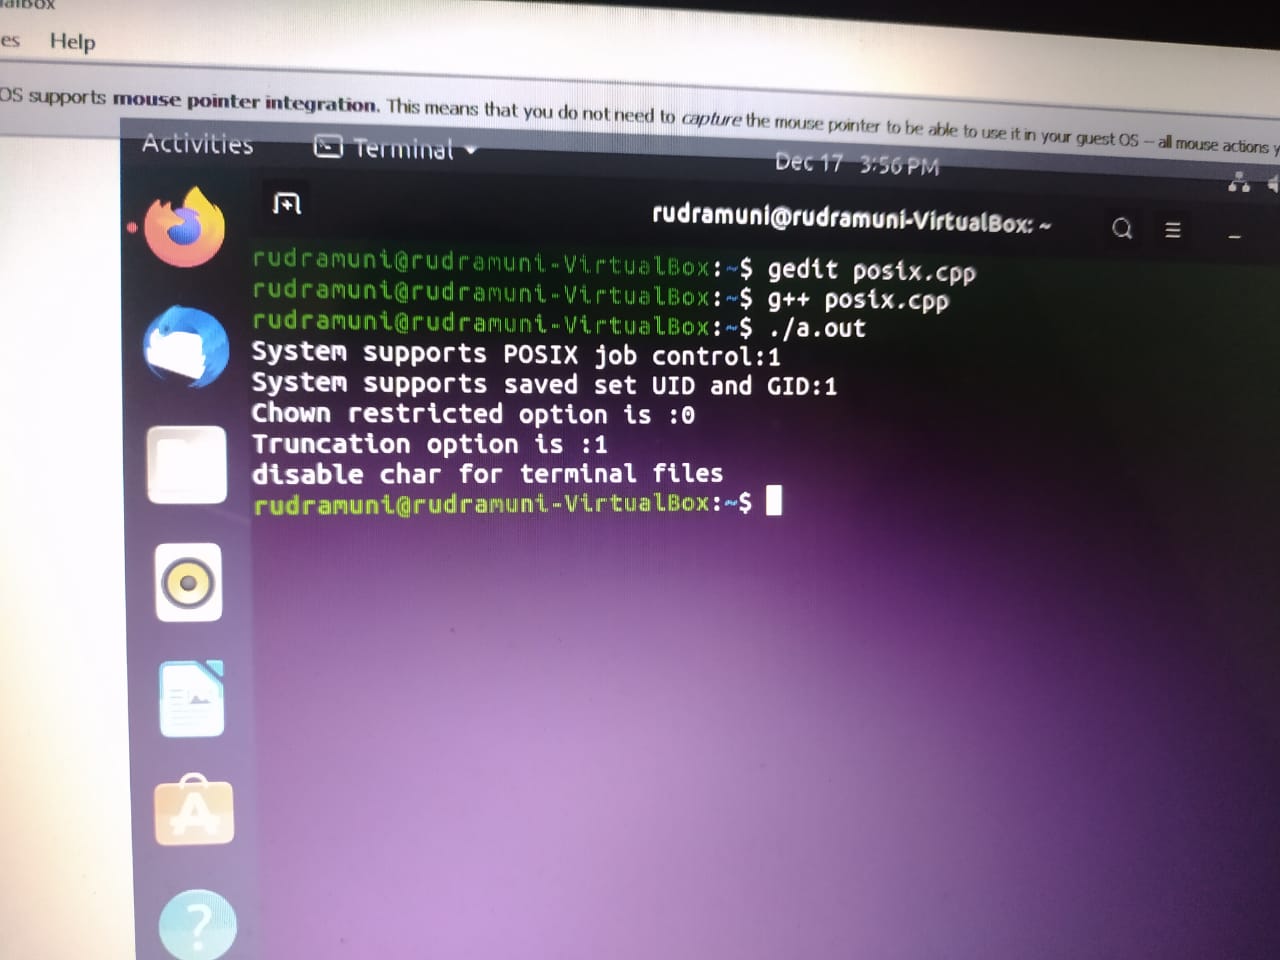 es Help
OS supports mouse pointer integration. This means that you do not need to capture the mouse pointer to be able to use it in your guest OS – all mouse actions y
Activities Terminal Dec 17 3:56 PM
rudramuni@rudramuni-VirtualBox: ~
rudramuni@rudramuni-VirtualBox:~$ gedit posix.cpp
rudramuni@rudramuni-VirtualBox:~$ g++ posix.cpp
rudramuni@rudramuni-VirtualBox:~$ ./a.out
System supports POSIX job control:1
System supports saved set UID and GID:1
Chown restricted option is :0
Truncation option is :1
disable char for terminal files
rudramuni@rudramuni-VirtualBox:~$